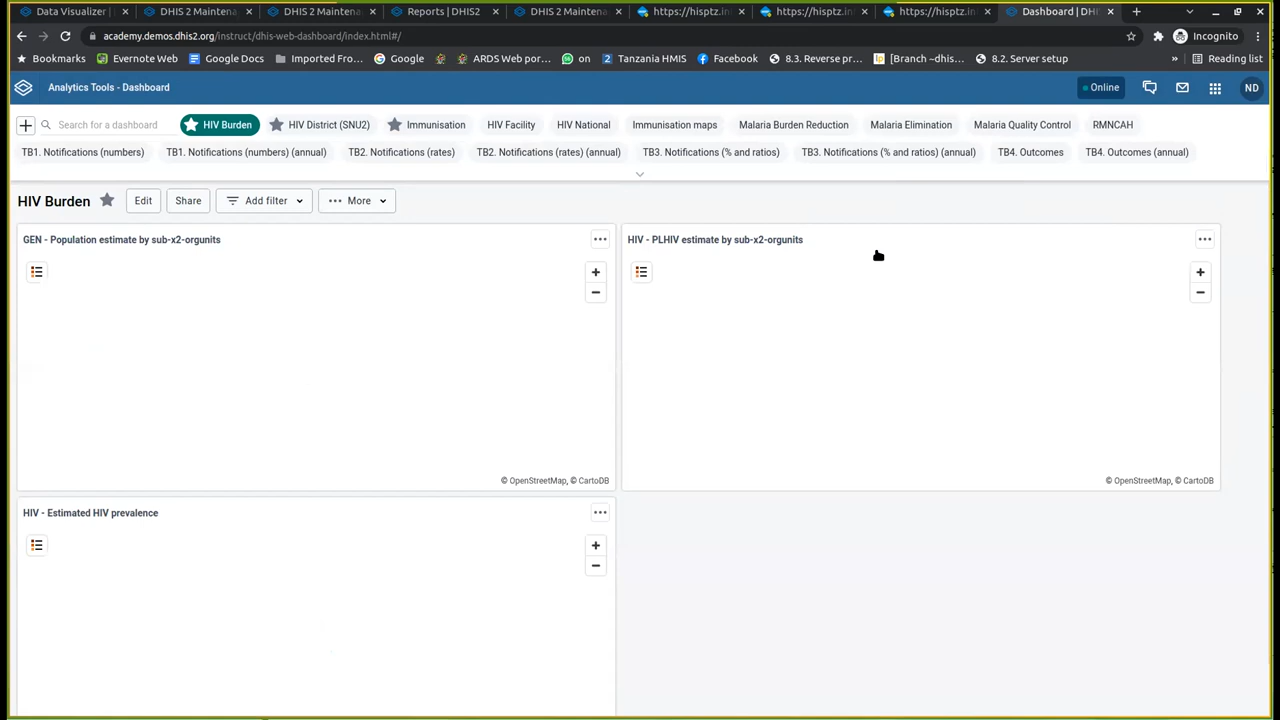 Data Visualizer |
DHIS 2 Maintena
DHIS 2 Maintena
Reports | DHIS2
DHIS 2 Maintena
https://hisptz.in
https://hisptz.in
https://hisptz.in
Dashboard | DHI
academy.demos.dhis2.org/instruct/dhis-web-dashboard/index.html#/
Incognito
Bookmarks
Evernote Web
Google Docs
Imported Fro...
Google
ARDS Web por...
on
Tanzania HMIS
Facebook
8.3. Reverse pr...
[Branch –dhis...
8.2. Server setup
»
Reading list
Analytics Tools - Dashboard
Online
ND
Search for a dashboard
HIV Burden
HIV District (SNU2)
Immunisation
HIV Facility
HIV National
Immunisation maps
Malaria Burden Reduction
Malaria Elimination
Malaria Quality Control
RMNCAH
TB1. Notifications (numbers)
TB1. Notifications (numbers) (annual)
TB2. Notifications (rates)
TB2. Notifications (rates) (annual)
TB3. Notifications (% and ratios)
TB3. Notifications (% and ratios) (annual)
TB4. Outcomes
TB4. Outcomes (annual)
HIV Burden
Edit
Share
Add filter
More
GEN - Population estimate by sub-x2-orgunits
HIV - PLHIV estimate by sub-x2-orgunits
© OpenStreetMap, © CartoDB
© OpenStreetMap, © CartoDB
HIV - Estimated HIV prevalence